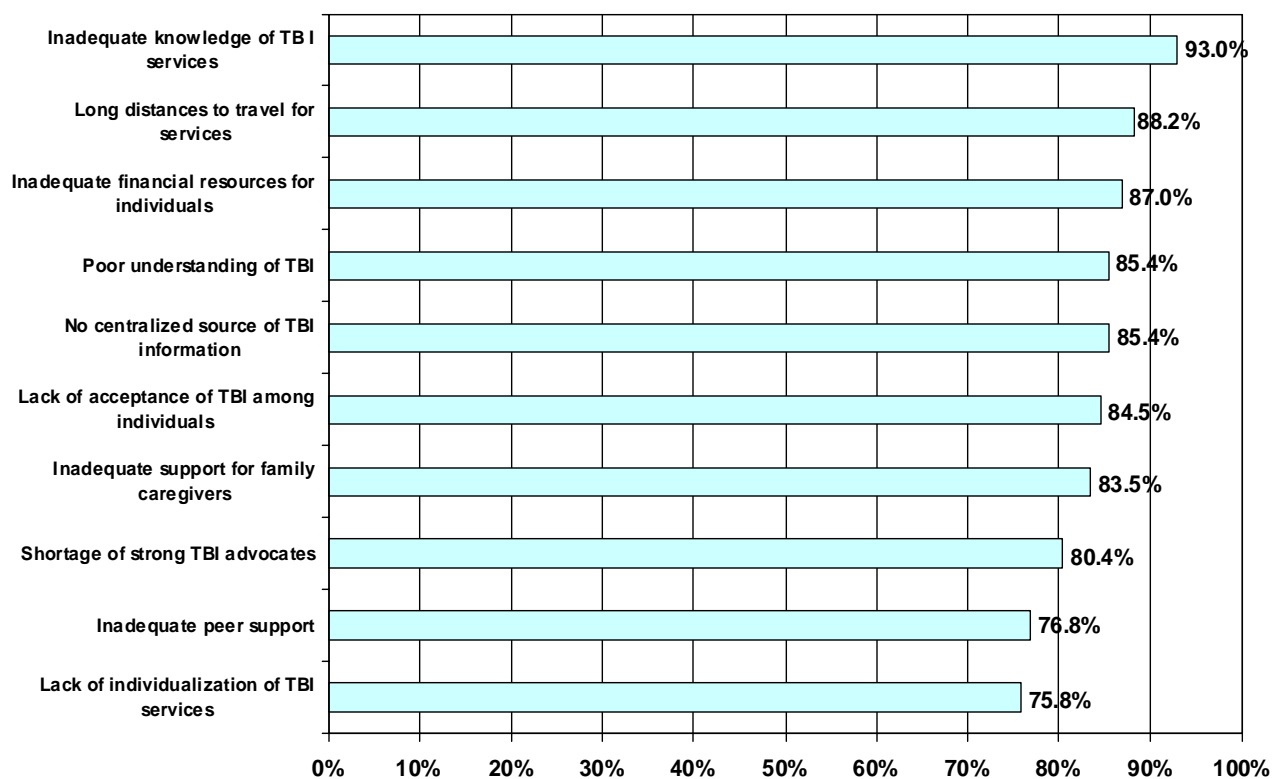 Inadequate knowledge of TB I
services
93.0%
Long distances to travel for
services
88.2%
Inadequate financial resources for
individuals
87.0%
Poor understanding of TBI
85.4%
No centralized source of TBI
information
85.4%
Lack of acceptance of TBI among
individuals
84.5%
Inadequate support for family
caregivers
83.5%
Shortage of strong TBI advocates
80.4%
Inadequate peer support
76.8%
Lack of individualization of TBI
services
75.8%
0% 10% 20% 30% 40% 50% 60% 70% 80% 90% 100%